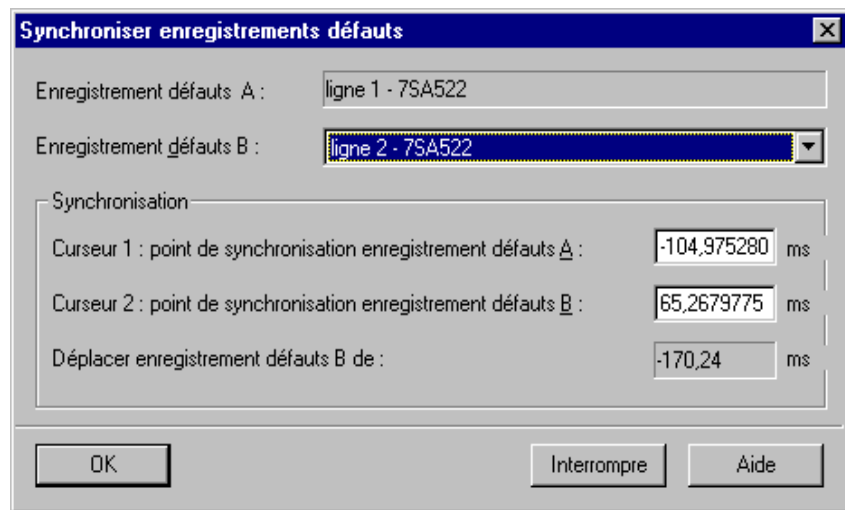 Synchroniser enregistrements défauts
Enregistrement défauts A : ligne 1 - 7SA522
Enregistrement défauts B : ligne 2 - 7SA522
Synchronisation
Curseur 1 : point de synchronisation enregistrement défauts A : -104,975280 ms
Curseur 2 : point de synchronisation enregistrement défauts B : 65,2679775 ms
Déplacer enregistrement défauts B de : -170,24 ms
OK Interrompre Aide